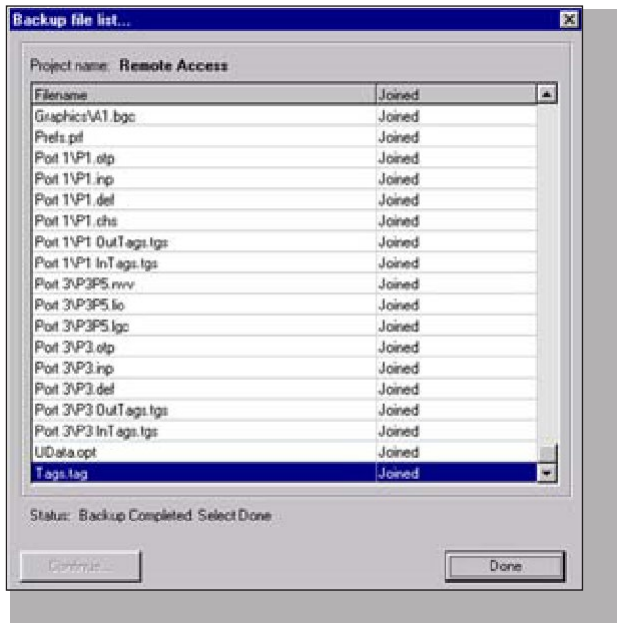 Backup file list...
Project name: Remote Access
Filename Joined
Graphics\A1.bgc Joined
Prefs.prf Joined
Port 1\P1.otp Joined
Port 1\P1.inp Joined
Port 1\P1.def Joined
Port 1\P1.chs Joined
Port 1\P1 OutTags.tgs Joined
Port 1\P1 InTags.tgs Joined
Port 3\P3P5.nvv Joined
Port 3\P3P5.lio Joined
Port 3\P3P5.lgc Joined
Port 3\P3.otp Joined
Port 3\P3.inp Joined
Port 3\P3.def Joined
Port 3\P3 OutTags.tgs Joined
Port 3\P3 InTags.tgs Joined
UData.opt Joined
Tags.tag Joined
Status: Backup Completed. Select Done
Continue... Done